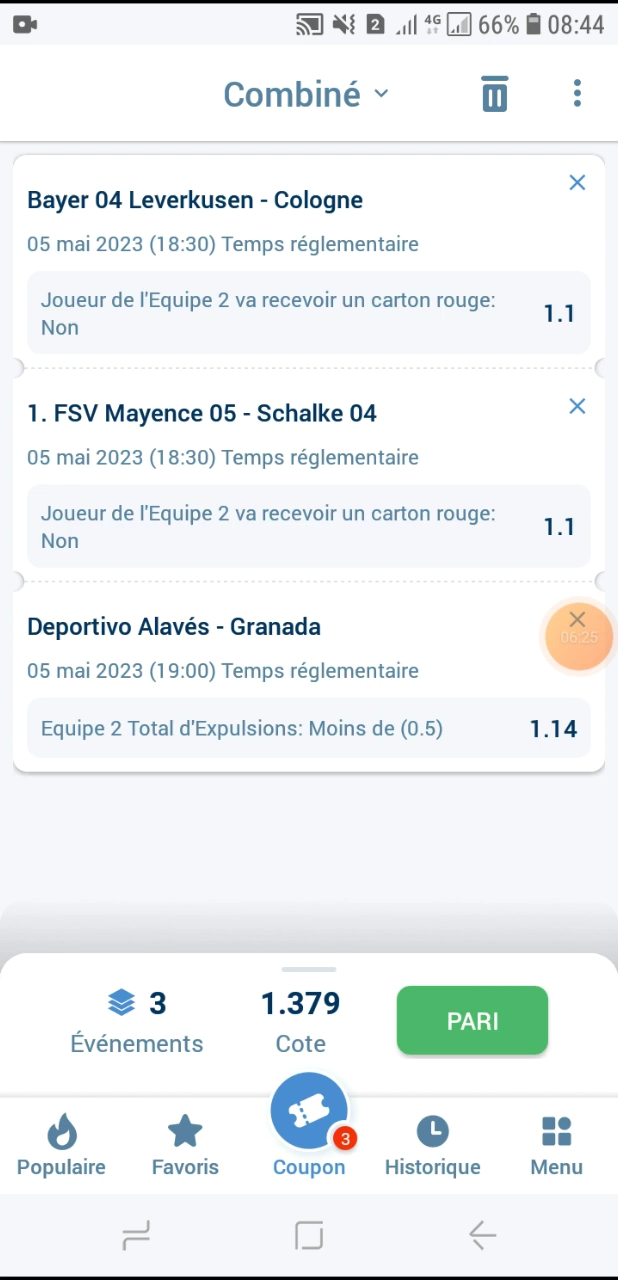 2 4G 66% 08:44
Combiné
Bayer 04 Leverkusen - Cologne
05 mai 2023 (18:30) Temps réglementaire
Joueur de l'Equipe 2 va recevoir un carton rouge: 1.1
Non
1. FSV Mayence 05 - Schalke 04
05 mai 2023 (18:30) Temps réglementaire
Joueur de l'Equipe 2 va recevoir un carton rouge: 1.1
Non
Deportivo Alavés - Granada
06:25
05 mai 2023 (19:00) Temps réglementaire
Equipe 2 Total d'Expulsions: Moins de (0.5) 1.14
3 1.379
PARI
Événements Cote
3
Populaire Favoris Coupon Historique Menu